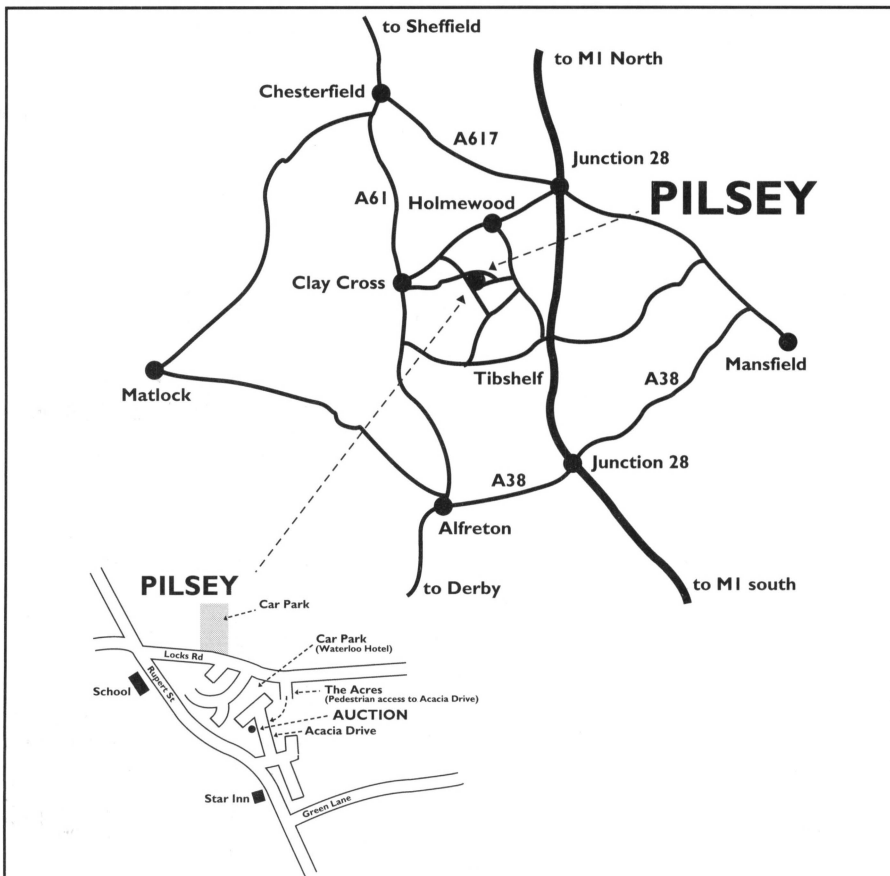 to Sheffield
to M1 North
Chesterfield
A617
Junction 28
PILSEY
A61
Holmewood
Clay Cross
Tibshelf
Mansfield
Matlock
A38
Junction 28
A38
Alfreton
to Derby
to M1 south
PILSEY
Car Park
Car Park
(Waterloo Hotel)
Locks Rd
School
Rupert St
The Acres
(Pedestrian access to Acacia Drive)
AUCTION
Acacia Drive
Star Inn
Green Lane